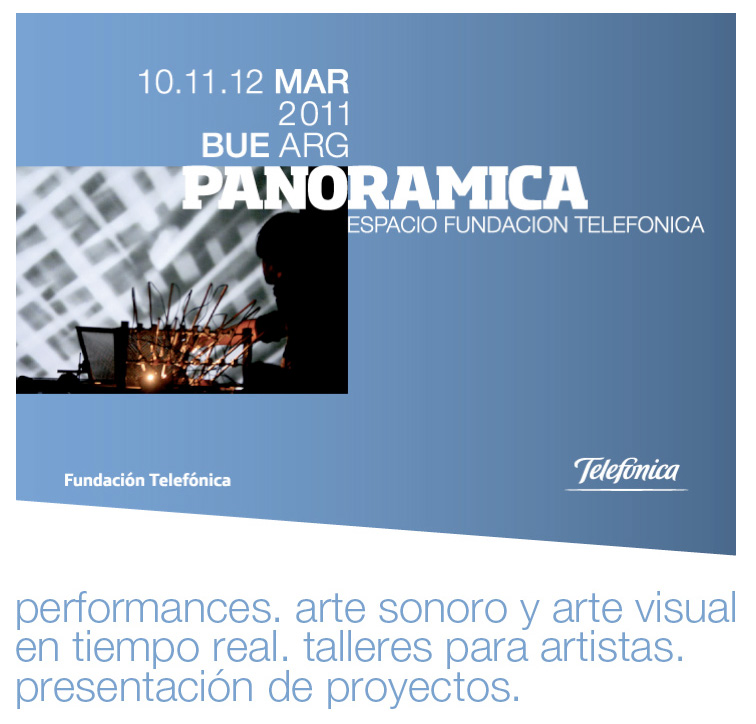 10.11.12 MAR
2011
BUE ARG
PANORAMICA
ESPACIO FUNDACION TELEFONICA
Fundación Telefónica
Telefónica
performances. arte sonoro y arte visual
en tiempo real. talleres para artistas.
presentación de proyectos.